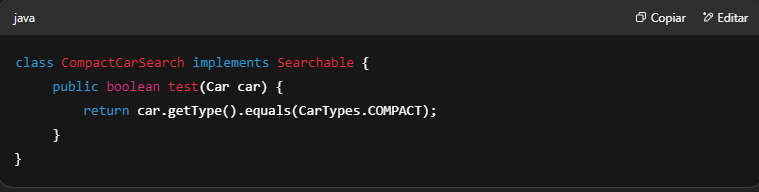 java
Copiar
Editar
class CompactCarSearch implements Searchable {
     public boolean test(Car car) {
         return car.getType().equals(CarTypes.COMPACT);
     }
}